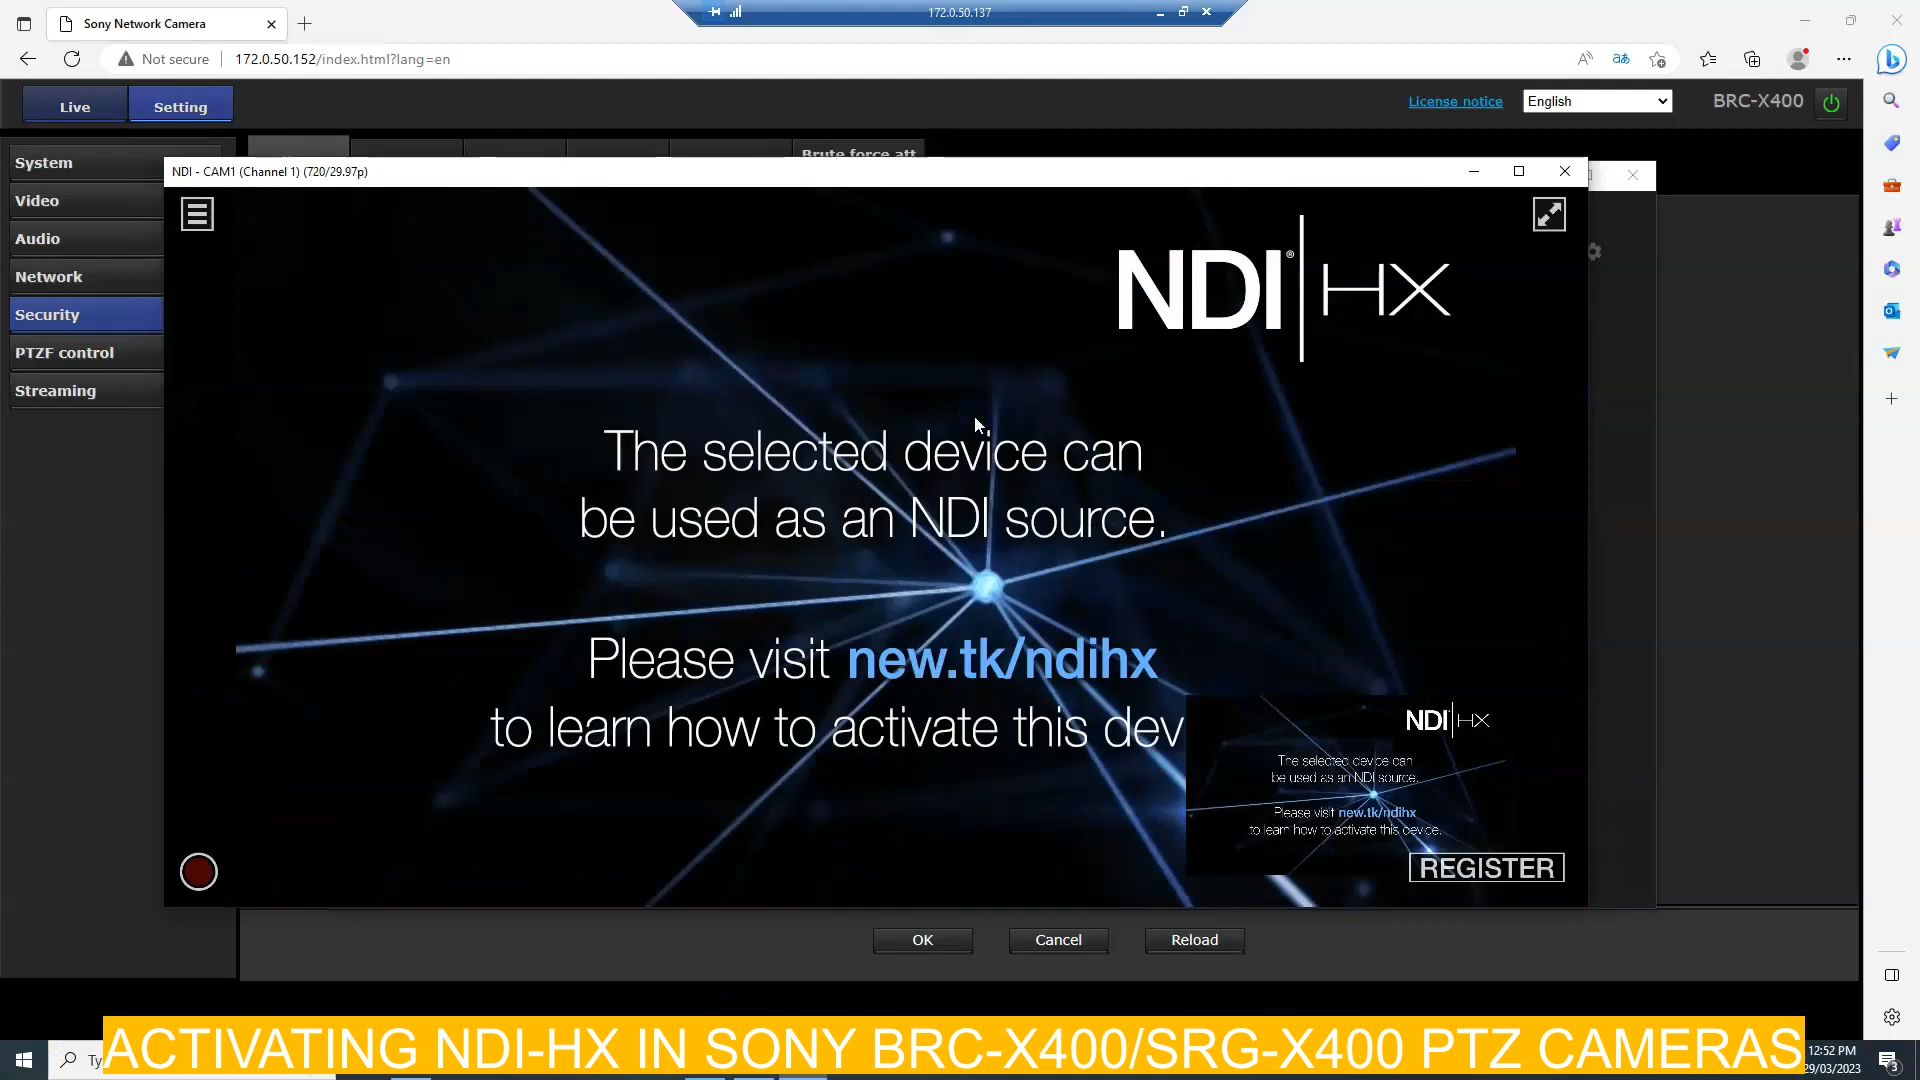 Sony Network Camera
172.0.50.137
Not secure
172.0.50.152/index.html?lang=en
Live
Setting
License notice
English
BRC-X400
System
Video
Audio
Network
Security
PTZF control
Streaming
Brute force att
NDI - CAM1 (Channel 1) (720/29.97p)
NDI® HX
The selected device can
be used as an NDI source.
Please visit new.tk/ndihx
to learn how to activate this dev
NDI HX
The selected device can
be used as an NDI source.
Please visit new.tk/ndihx
to learn how to activate this device.
REGISTER
OK
Cancel
Reload
Ty
ACTIVATING NDI-HX IN SONY BRC-X400/SRG-X400 PTZ CAMERAS
12:52 PM
29/03/2023
3